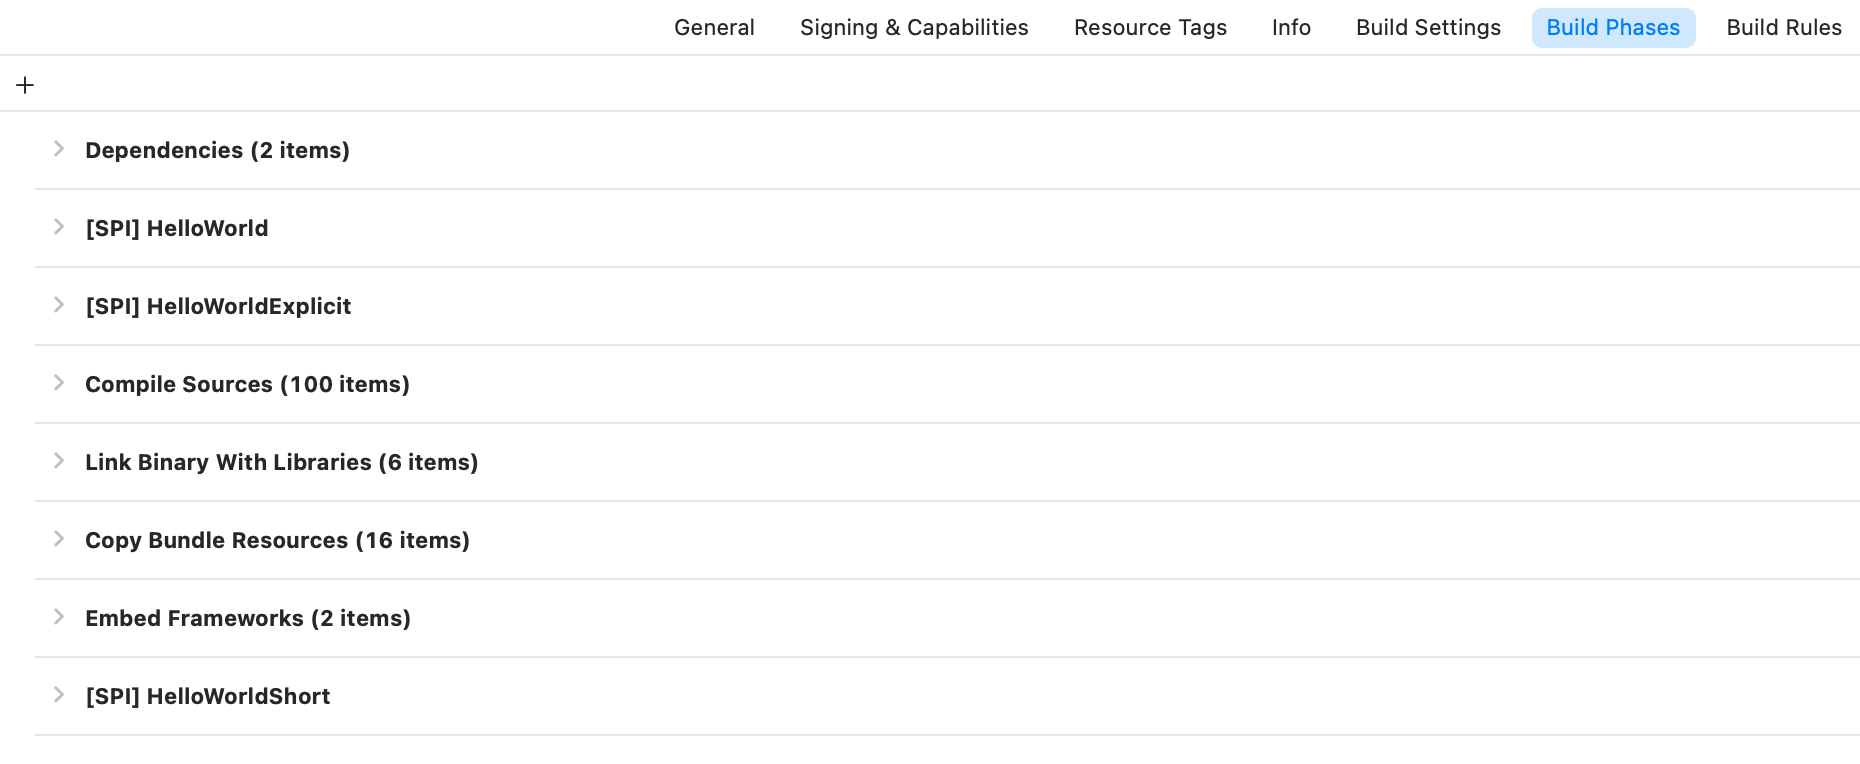 General Signing & Capabilities Resource Tags Info Build Settings Build Phases Build Rules
Dependencies (2 items)
[SPI] HelloWorld
[SPI] HelloWorldExplicit
Compile Sources (100 items)
Link Binary With Libraries (6 items)
Copy Bundle Resources (16 items)
Embed Frameworks (2 items)
[SPI] HelloWorldShort